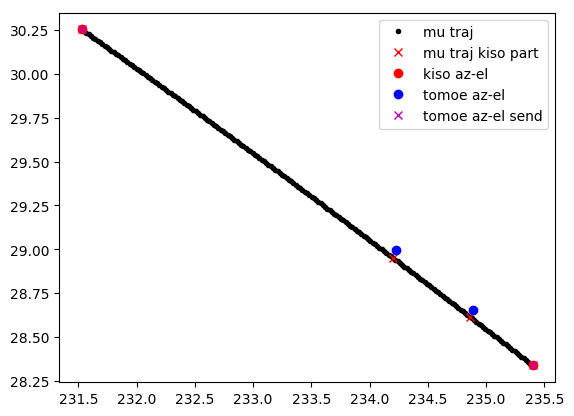 30.25
30.00
29.75
29.50
29.25
29.00
28.75
28.50
28.25
231.5 232.0 232.5 233.0 233.5 234.0 234.5 235.0 235.5
mu traj
mu traj kiso part
kiso az-el
tomoe az-el
tomoe az-el send